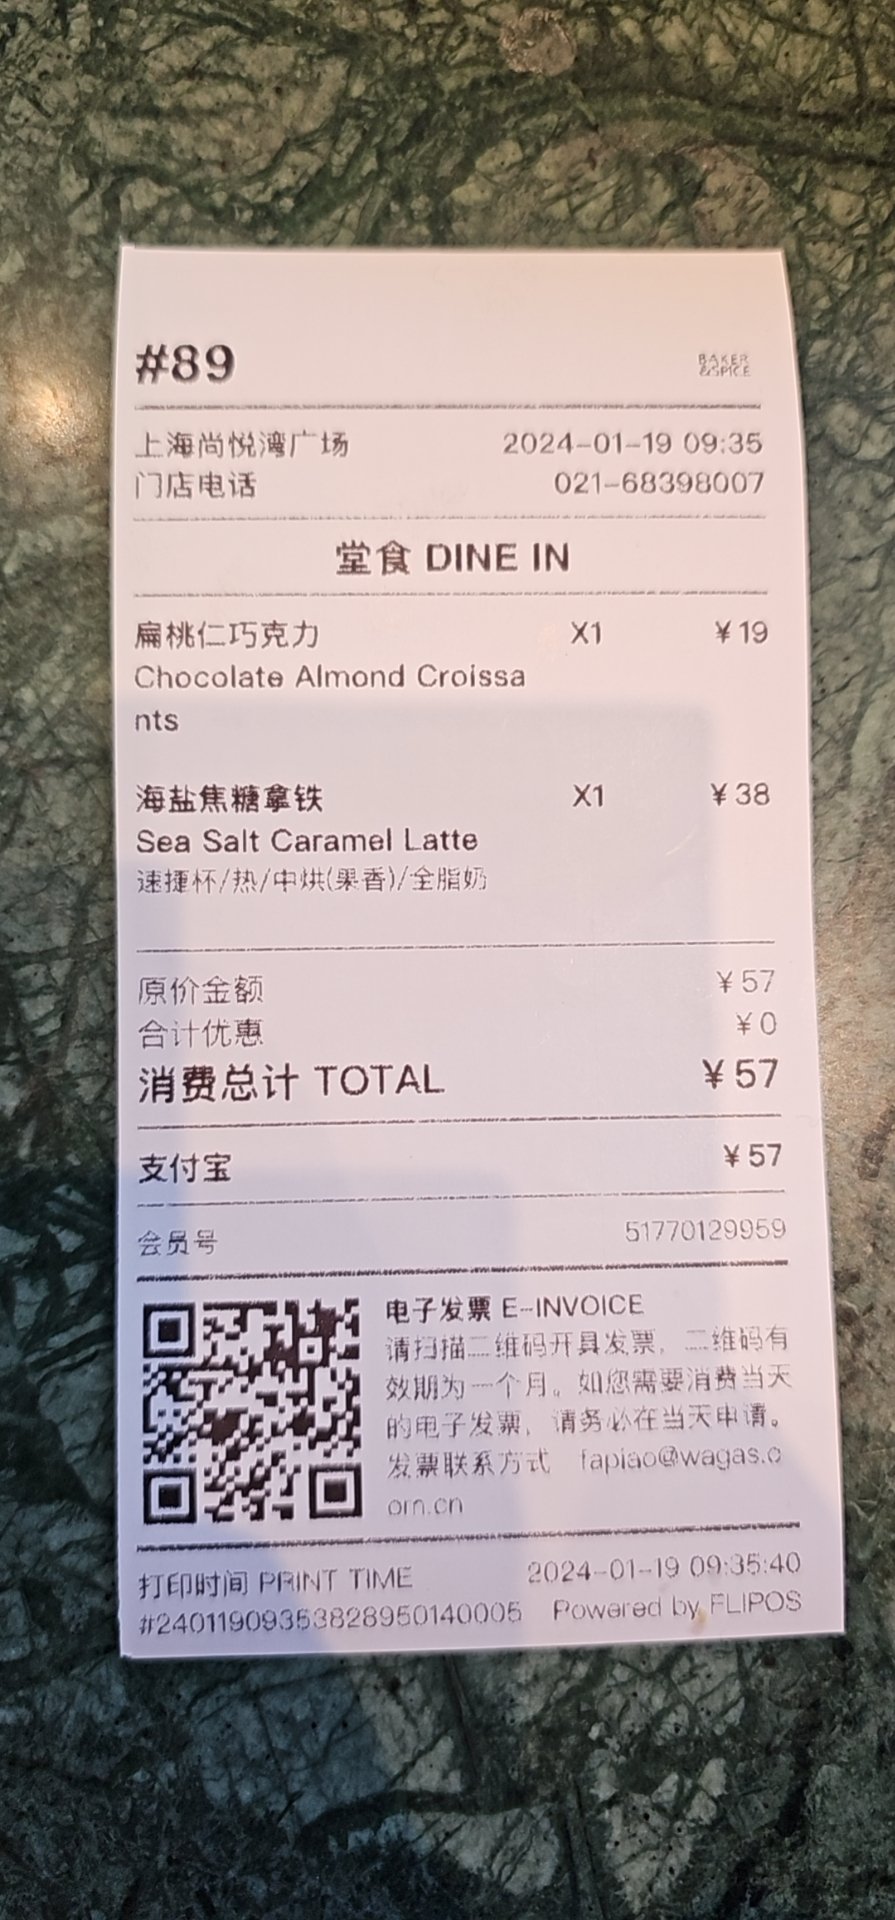 #89
BAKER
&SPICE
上海尚悦湾广场 2024-01-19 09:35
门店电话 021-68398007
堂食 DINE IN
扁桃仁巧克力 X1 ¥19
Chocolate Almond Croissa
nts
海盐焦糖拿铁 X1 ¥38
Sea Salt Caramel Latte
速捷杯/热/中烘(果香)/全脂奶
原价金额 ¥57
合计优惠 ¥0
消费总计 TOTAL ¥57
支付宝 ¥57
会员号 51770129959
电子发票 E-INVOICE
请扫描二维码开具发票，二维码有
效期为一个月。如您需要消费当天
的电子发票，请务必在当天申请。
发票联系方式 fapiao@wagas.c
om.cn
打印时间 PRINT TIME 2024-01-19 09:35:40
#24011909353828950140005 Powered by FLIPOS